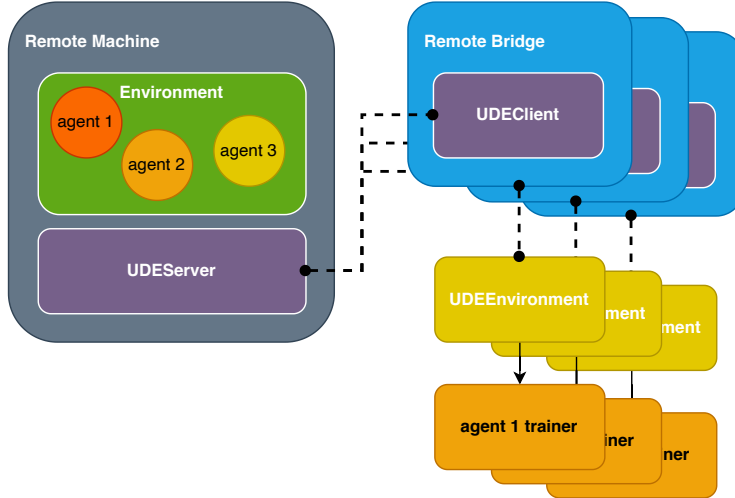 Remote Machine
Environment
agent 1
agent 2
agent 3
UDEServer
Remote Bridge
UDEClient
UDEEnvironment
ment
ment
agent 1 trainer
iner
ner